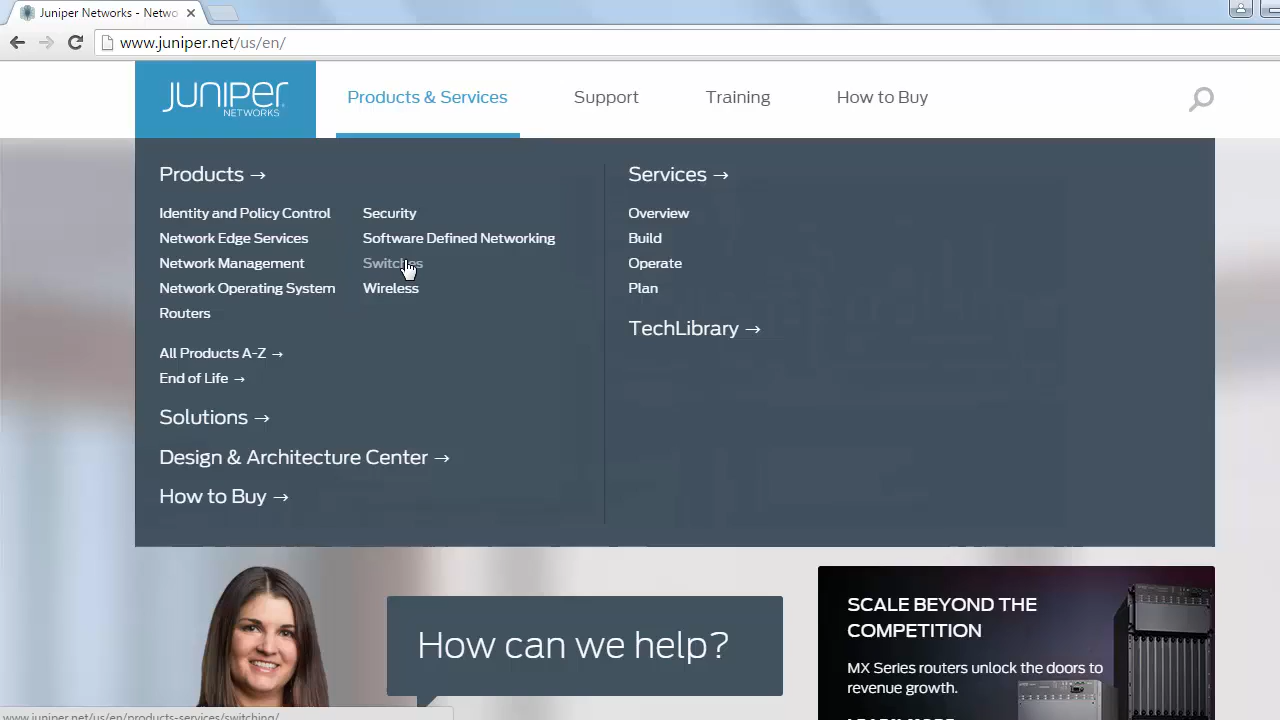 Juniper Networks - Netwo
www.juniper.net/us/en/
JUNIPER
NETWORKS
Products & Services
Support
Training
How to Buy
Products →
Identity and Policy Control
Network Edge Services
Network Management
Network Operating System
Routers
Security
Software Defined Networking
Switches
Wireless
All Products A-Z →
End of Life →
Solutions →
Design & Architecture Center →
How to Buy →
Services →
Overview
Build
Operate
Plan
TechLibrary →
How can we help?
SCALE BEYOND THE
COMPETITION
MX Series routers unlock the doors to
revenue growth.
LEARN MORE
www.juniper.net/us/en/products-services/switching/